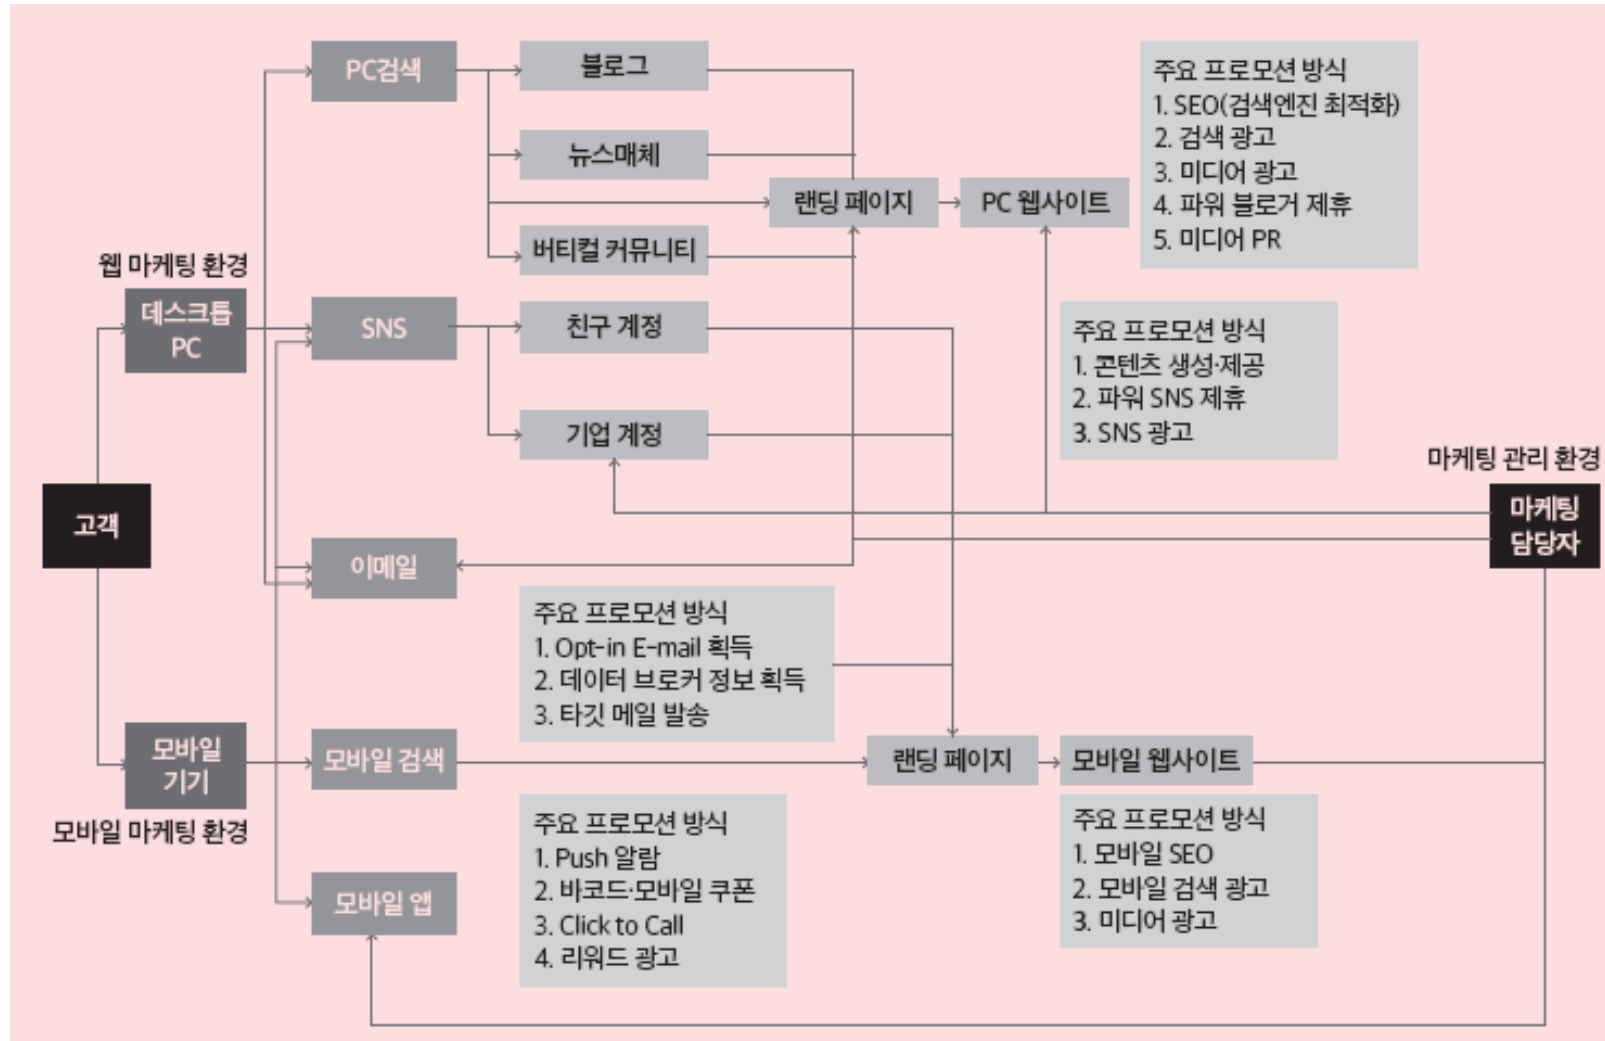 PC검색
블로그
뉴스매체
버티컬 커뮤니티
랜딩 페이지
PC 웹사이트
주요 프로모션 방식
1. SEO(검색엔진 최적화)
2. 검색 광고
3. 미디어 광고
4. 파워 블로거 제휴
5. 미디어 PR
웹 마케팅 환경
데스크톱
PC
SNS
친구 계정
기업 계정
주요 프로모션 방식
1. 콘텐츠 생성·제공
2. 파워 SNS 제휴
3. SNS 광고
마케팅 관리 환경
마케팅
담당자
고객
이메일
주요 프로모션 방식
1. Opt-in E-mail 획득
2. 데이터 브로커 정보 획득
3. 타깃 메일 발송
모바일
기기
모바일 마케팅 환경
모바일 검색
랜딩 페이지
모바일 웹사이트
모바일 앱
주요 프로모션 방식
1. Push 알람
2. 바코드·모바일 쿠폰
3. Click to Call
4. 리워드 광고
주요 프로모션 방식
1. 모바일 SEO
2. 모바일 검색 광고
3. 미디어 광고